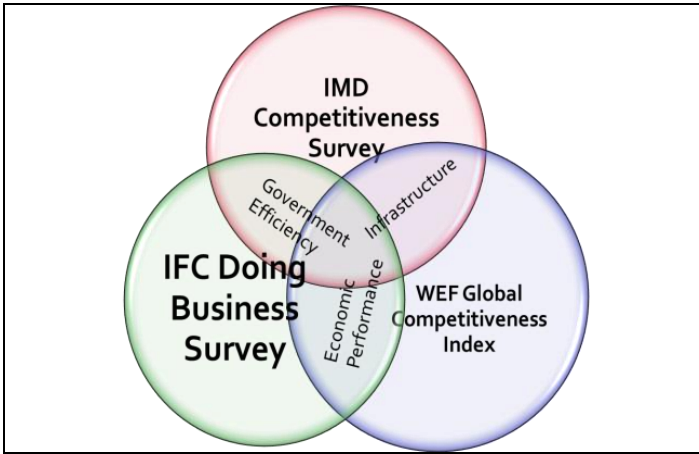 IMD
Competitiveness
Survey
Government
Efficiency
Infrastructure
IFC Doing
Business
Survey
Economic
Performance
WEF Global
Competitiveness
Index